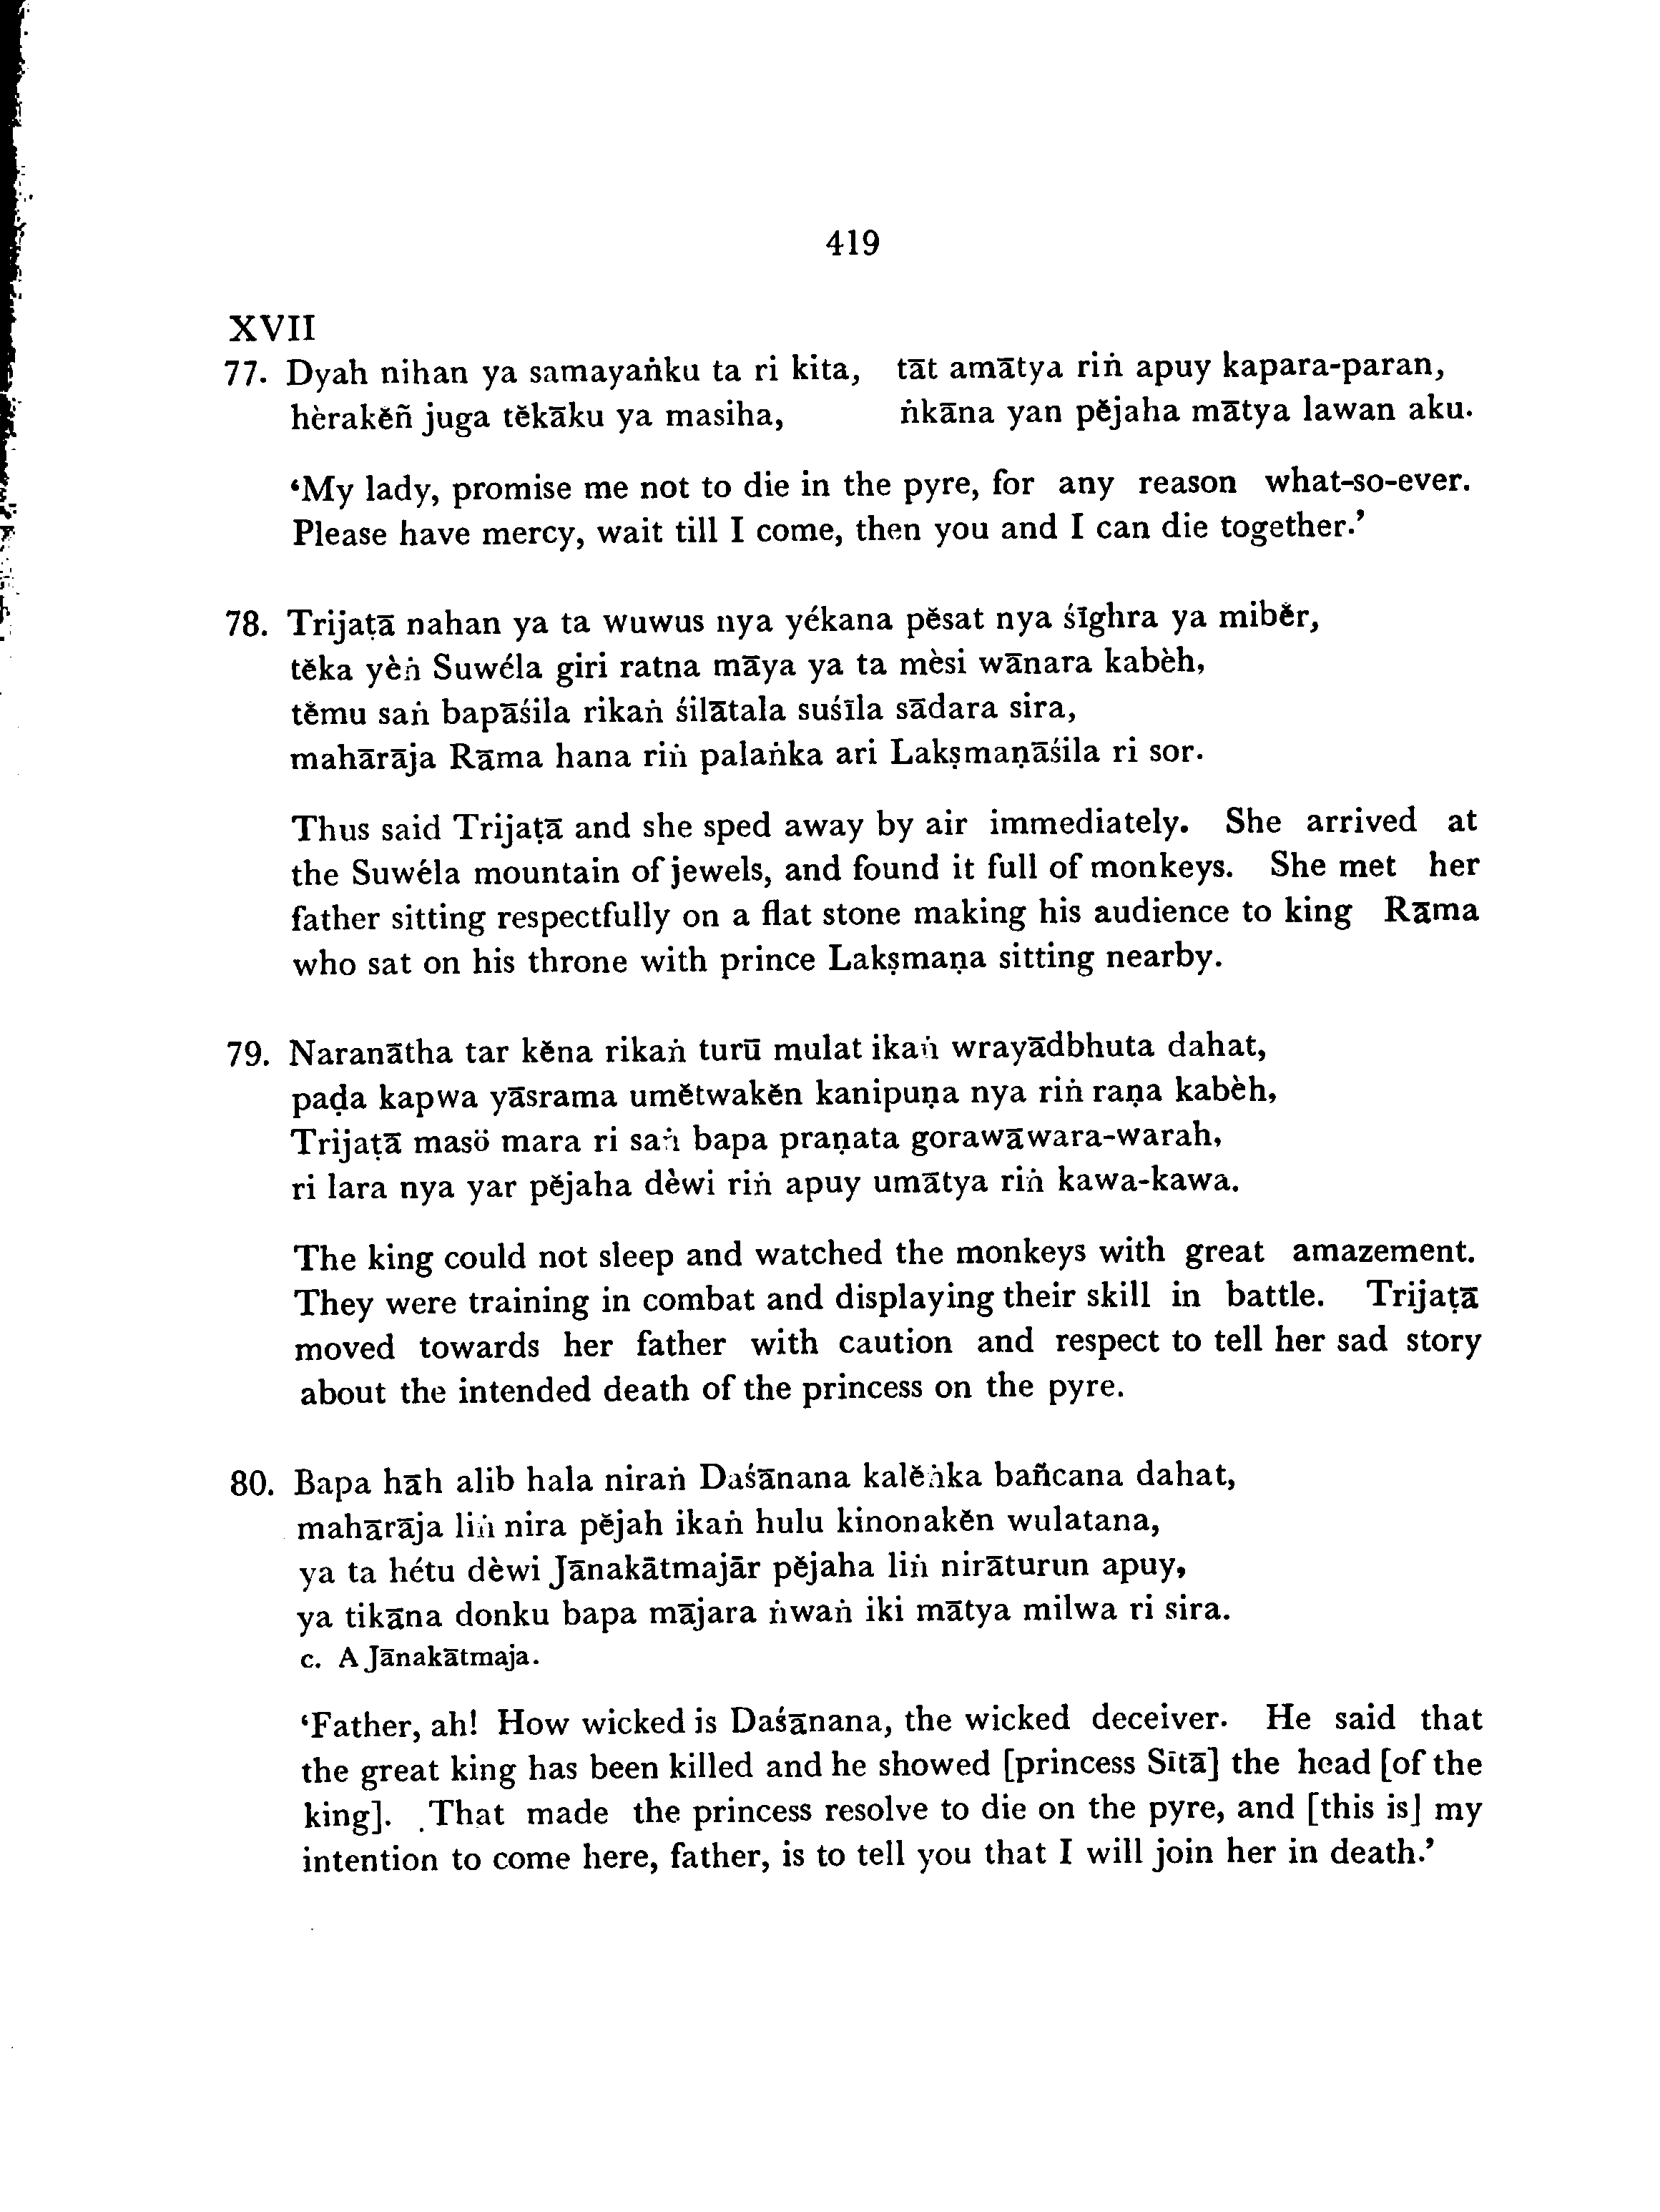 419
XVII
77. Dyah nihan ya samayaṅku ta ri kita, tāt amātya riṅ apuy kapara-paran,
hèrakĕñ juga tĕkāku ya masiha, ṅkāna yan pĕjaha mātya lawan aku.
‘My lady, promise me not to die in the pyre, for any reason what-so-ever.
Please have mercy, wait till I come, then you and I can die together.’
78. Trijaṭā nahan ya ta wuwus nya yékana pĕsat nya śīghra ya mibĕr,
tĕka yèṅ Suwéla giri ratna māya ya ta mèsi wānara kabèh,
tĕmu saṅ bapāśila rikaṅ śilātala suśīla sādara sira,
mahārāja Rāma hana riṅ palaṅka ari Lakṣmaṇāśila ri sor.
Thus said Trijaṭā and she sped away by air immediately. She arrived at
the Suwéla mountain of jewels, and found it full of monkeys. She met her
father sitting respectfully on a flat stone making his audience to king Rāma
who sat on his throne with prince Lakṣmaṇa sitting nearby.
79. Naranātha tar kĕna rikaṅ turū mulat ikaṅ wrayādbhuta dahat,
paḍa kapwa yāsrama umĕtwakĕn kanipuṇa nya riṅ raṇa kabèh,
Trijaṭā masö mara ri saṅ bapa praṇata gorawāwara-warah,
ri lara nya yar pĕjaha dèwi riṅ apuy umātya riṅ kawa-kawa.
The king could not sleep and watched the monkeys with great amazement.
They were training in combat and displaying their skill in battle. Trijaṭā
moved towards her father with caution and respect to tell her sad story
about the intended death of the princess on the pyre.
80. Bapa hāh alib hala niraṅ Daśānana kalĕṅka bañcana dahat,
mahārāja liṅ nira pĕjah ikaṅ hulu kinonakĕn wulatana,
ya ta hétu dèwi Jānakātmajār pĕjaha liṅ nirāturun apuy,
ya tikāna donku bapa mājara ṅwaṅ iki mātya milwa ri sira.
c. A Jānakātmaja.
‘Father, ah! How wicked is Daśānana, the wicked deceiver. He said that
the great king has been killed and he showed [princess Sītā] the head [of the
king]. That made the princess resolve to die on the pyre, and [this is] my
intention to come here, father, is to tell you that I will join her in death.’